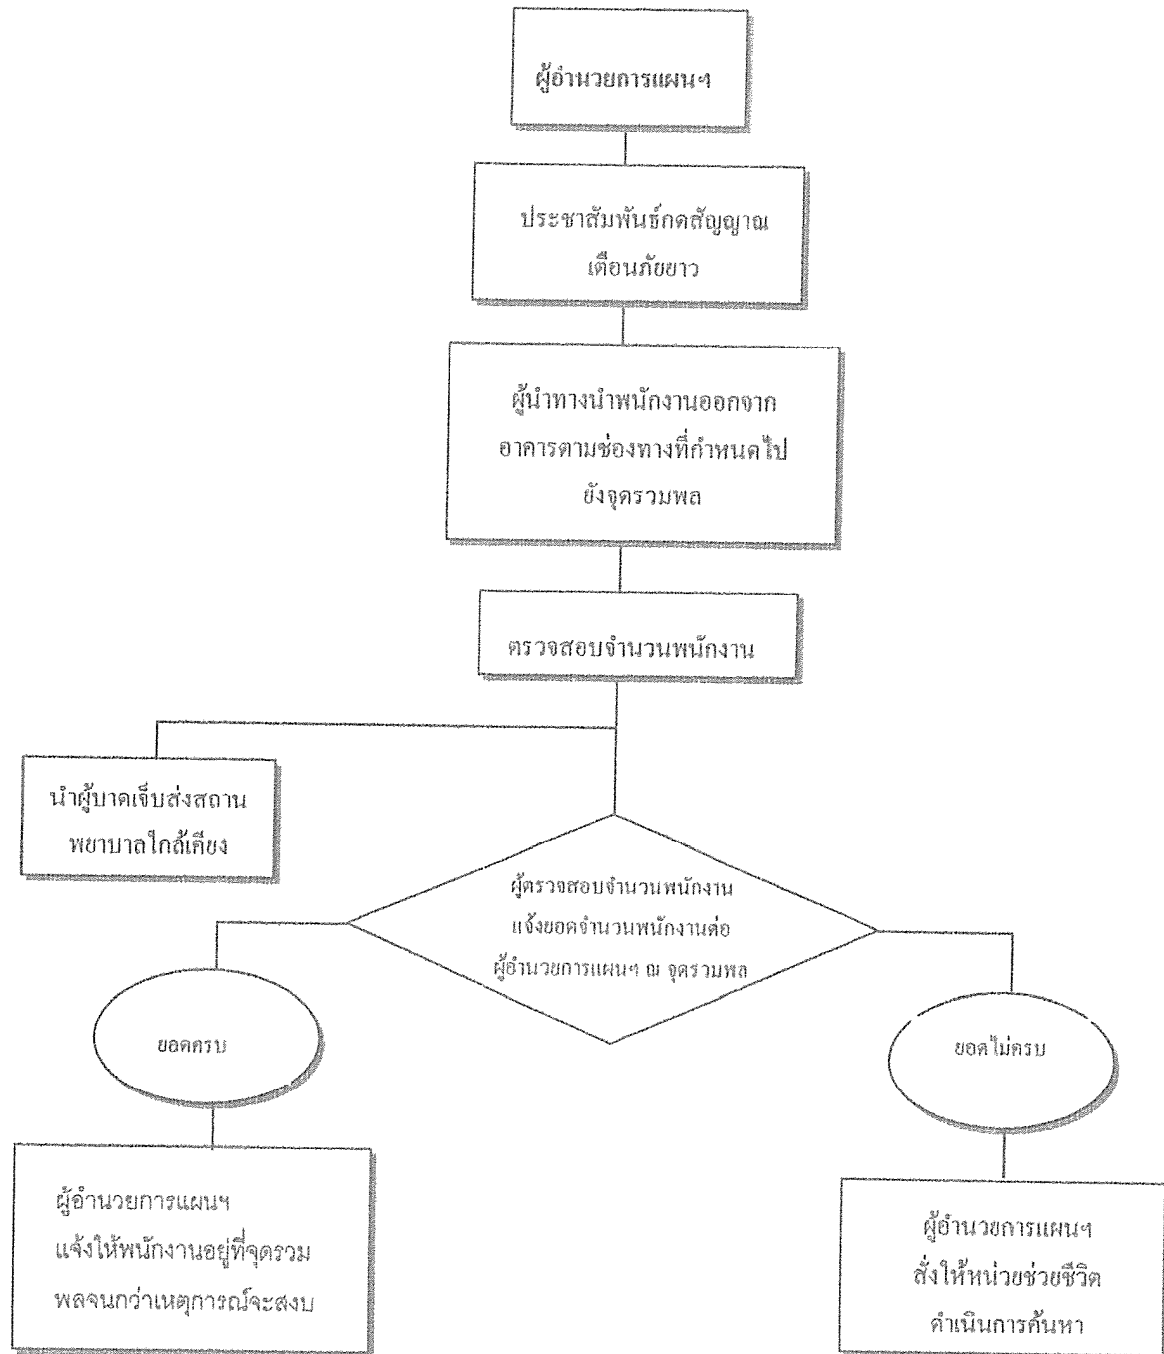 ผู้อำนวยการแผนฯ
ประชาสัมพันธ์กดสัญญาณ
เตือนภัยยาว
ผู้นำทางนำพนักงานออกจาก
อาคารตามช่องทางที่กำหนดไป
ยังจุดรวมพล
ตรวจสอบจำนวนพนักงาน
นำผู้บาดเจ็บส่งสถาน
พยาบาลใกล้เคียง
ผู้ตรวจสอบจำนวนพนักงาน
แจ้งยอดจำนวนพนักงานต่อ
ผู้อำนวยการแผนฯ ณ จุดรวมพล
ยอดครบ
ยอดไม่ครบ
ผู้อำนวยการแผนฯ
แจ้งให้พนักงานอยู่ที่จุดรวม
พลจนกว่าเหตุการณ์จะสงบ
ผู้อำนวยการแผนฯ
สั่งให้หน่วยช่วยชีวิต
ดำเนินการค้นหา